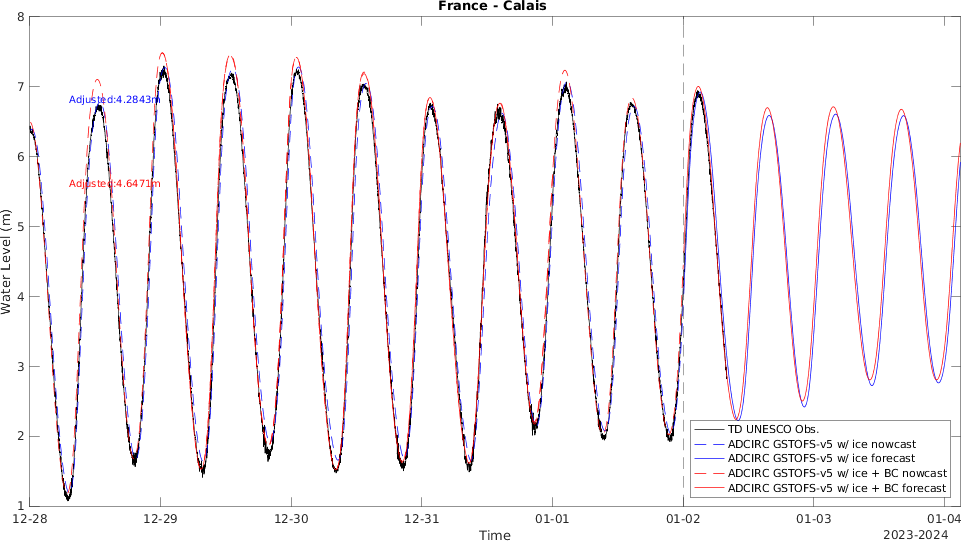 France - Calais
8
7
6
5
4
3
2
1
Water Level (m)
Adjusted:4.2843m
Adjusted:4.6471m
TD UNESCO Obs.
ADCIRC GSTOFS-v5 w/ ice nowcast
ADCIRC GSTOFS-v5 w/ ice forecast
ADCIRC GSTOFS-v5 w/ ice + BC nowcast
ADCIRC GSTOFS-v5 w/ ice + BC forecast
12-28 12-29 12-30 12-31 01-01 01-02 01-03 01-04
Time
2023-2024